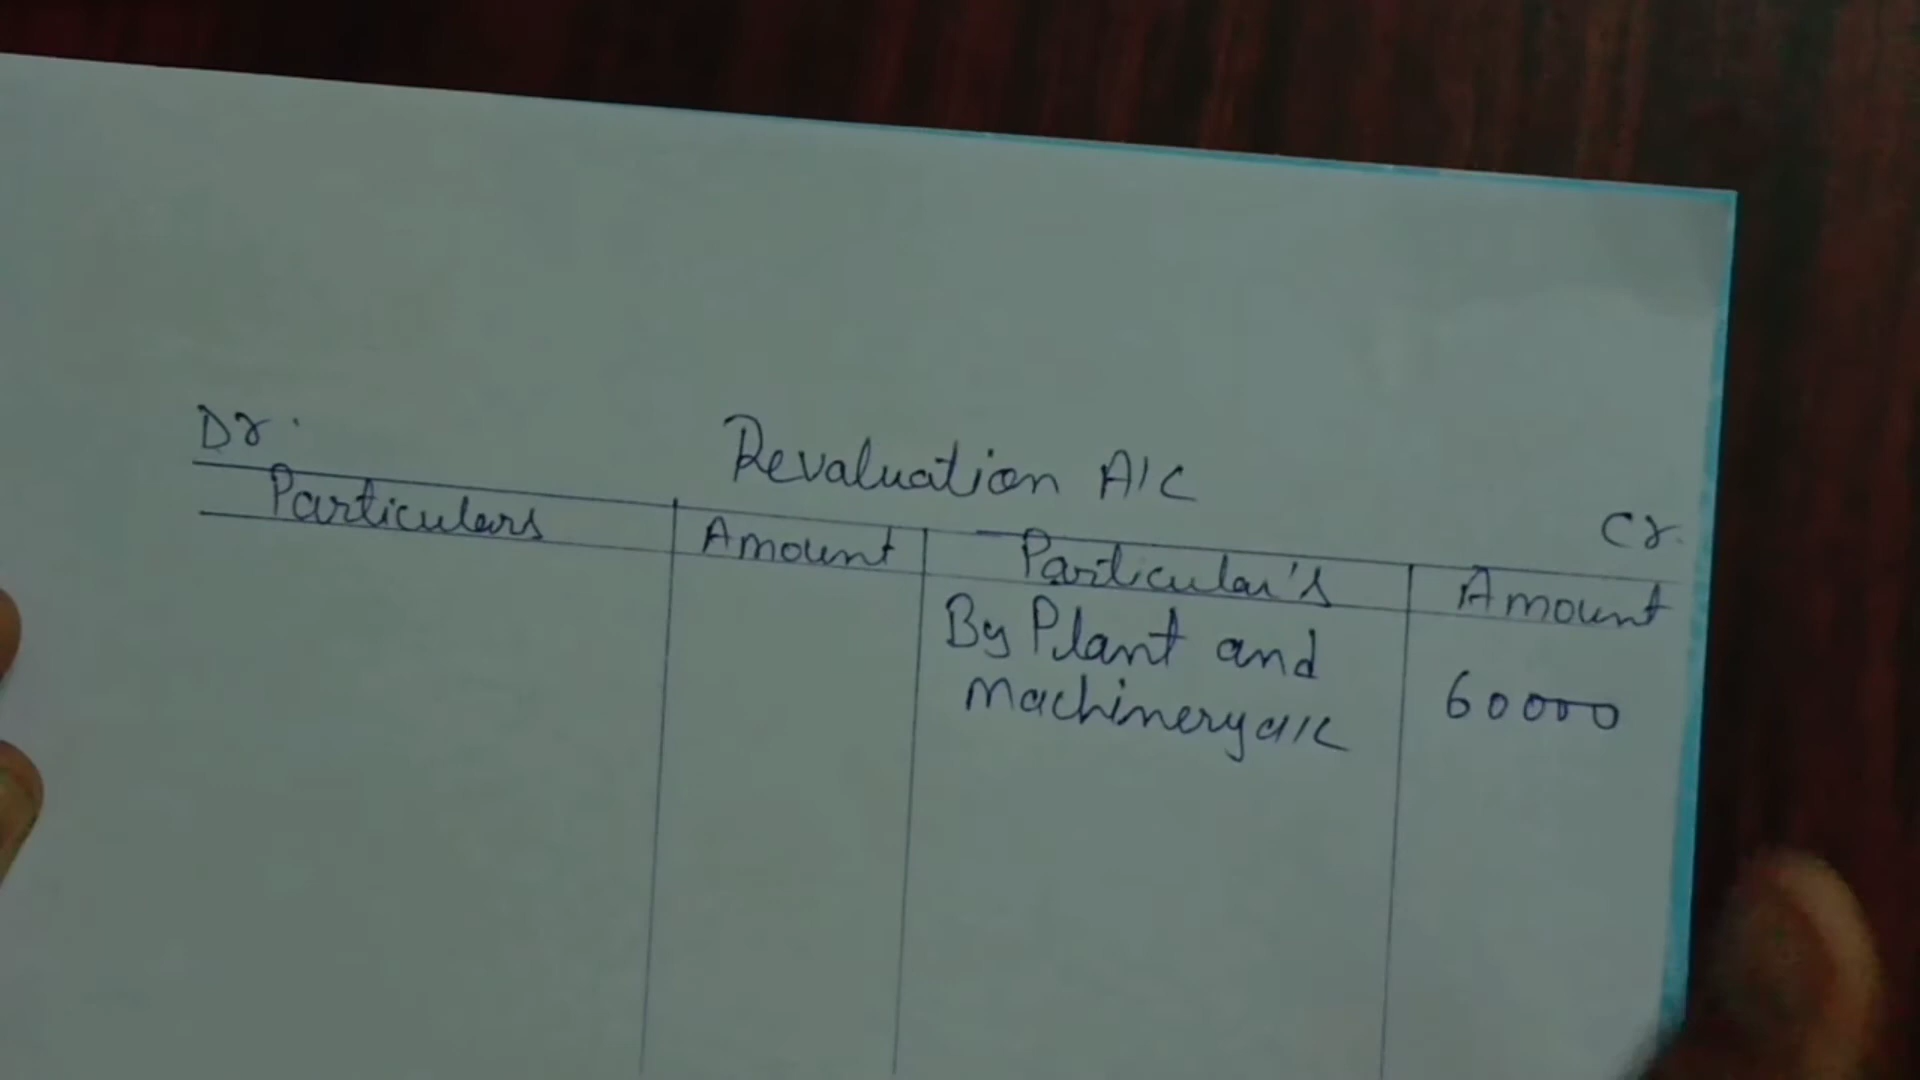 Dr.
Revaluation A/C
Cr.
Particulars Amount Particular's Amount
By Plant and
Machinery a/c 60000